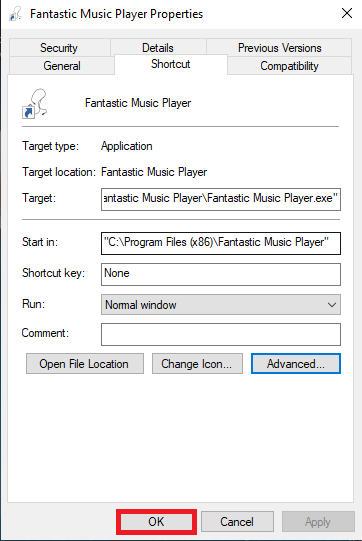 Fantastic Music Player Properties
Security Details Previous Versions
General Shortcut Compatibility
Fantastic Music Player
Target type: Application
Target location: Fantastic Music Player
Target: antastic Music Player\Fantastic Music Player.exe"
Start in: "C:\Program Files (x86)\Fantastic Music Player"
Shortcut key: None
Run: Normal window
Comment:
Open File Location Change Icon... Advanced...
OK Cancel Apply